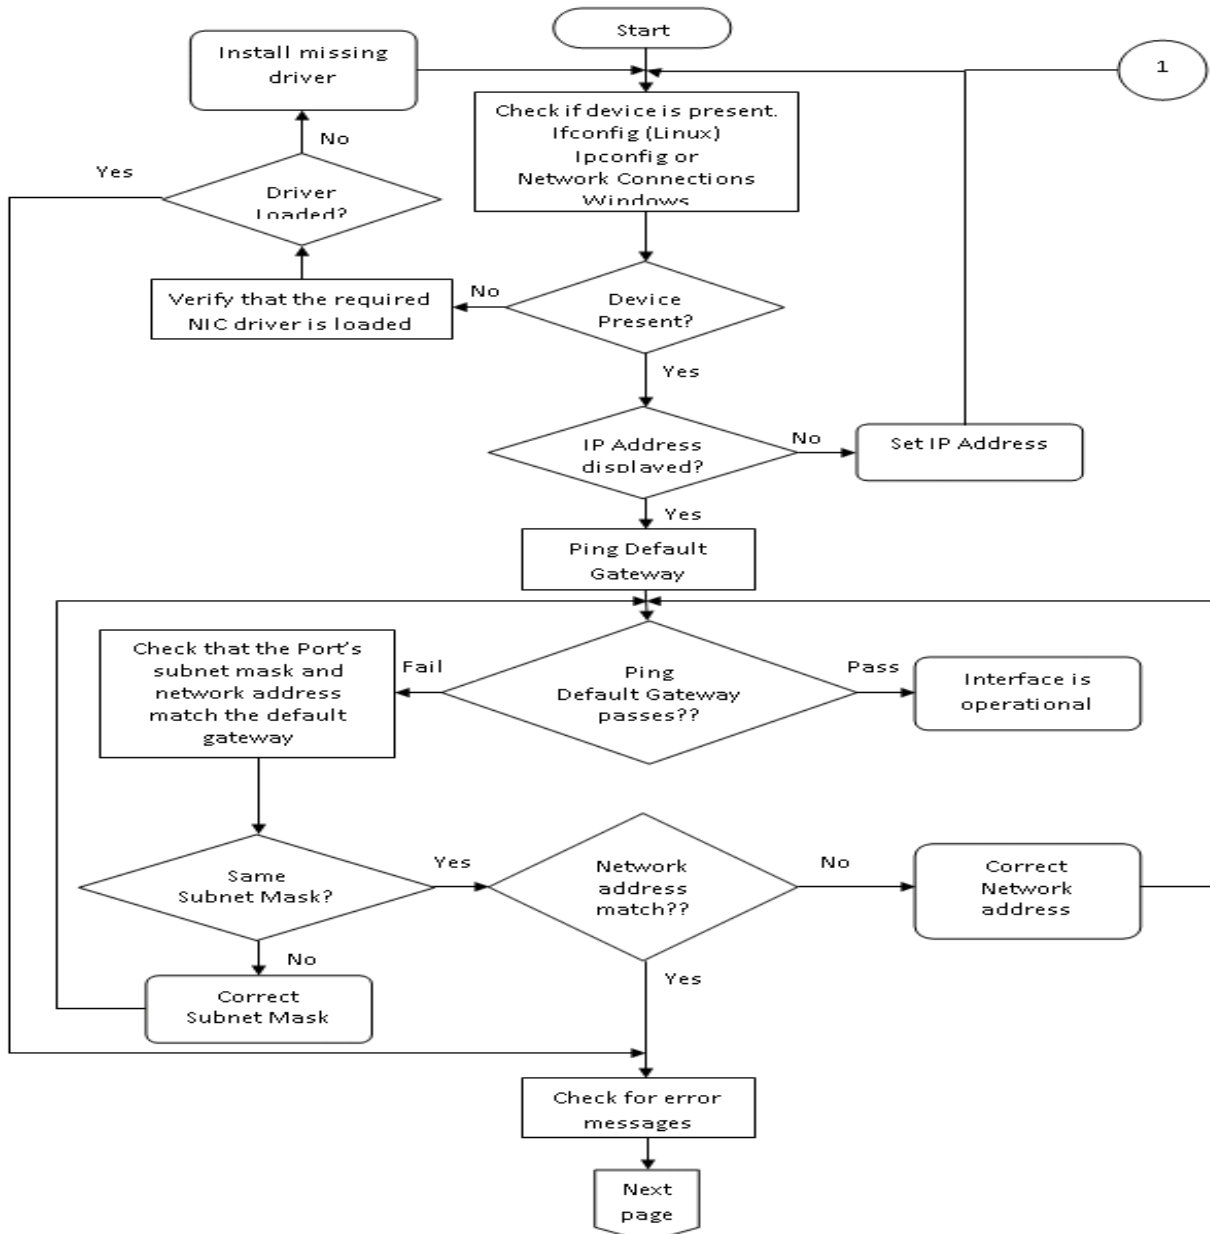 Start
Install missing
driver
1
Check if device is present.
Ifconfig (Linux)
Ipconfig or
Network Connections
Windows
No
Yes
Driver
Loaded?
Verify that the required
NIC driver is loaded
No
Device
Present?
Yes
IP Address
displayed?
No
Set IP Address
Yes
Ping Default
Gateway
Check that the Port’s
subnet mask and
network address
match the default
gateway
Fail
Ping
Default Gateway
passes??
Pass
Interface is
operational
Same
Subnet Mask?
Yes
Network
address
match??
No
Correct
Network
address
No
Correct
Subnet Mask
Yes
Check for error
messages
Next
page